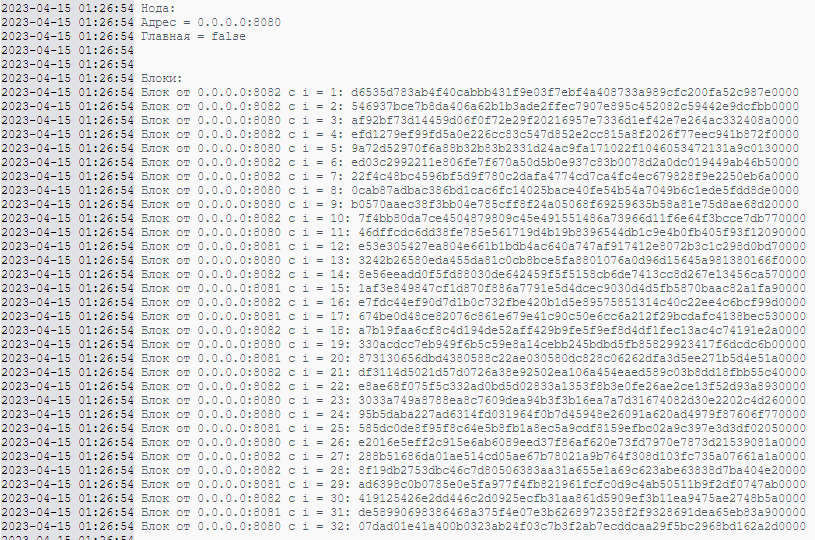 2023-04-15 01:26:54 Нода:
2023-04-15 01:26:54 Адрес = 0.0.0.0:8080
2023-04-15 01:26:54 Главная = false
2023-04-15 01:26:54
2023-04-15 01:26:54
2023-04-15 01:26:54 Блоки:
2023-04-15 01:26:54 Блок от 0.0.0.0:8082 с i = 1: d6535d783ab4f40cabbb431f9e03f7ebf4a408733a989cfc200fa52c987e0000
2023-04-15 01:26:54 Блок от 0.0.0.0:8082 с i = 2: 546937bce7b8da406a62b1b3ade2ffec7907e895c452082c59442e9dcfbb0000
2023-04-15 01:26:54 Блок от 0.0.0.0:8082 с i = 3: af92bf73d14459d06f0f72e29f20216957e7336d1ef42e7e264ac332408a0000
2023-04-15 01:26:54 Блок от 0.0.0.0:8082 с i = 4: efd1279ef99fd5a0e226cc83c547d852e2cc815a8f2026f77eec941b872f0000
2023-04-15 01:26:54 Блок от 0.0.0.0:8082 с i = 5: 9a72d52970f6a88b32b83b2331d24ac9fa171022f1046053472131a9c0130000
2023-04-15 01:26:54 Блок от 0.0.0.0:8082 с i = 6: ed03c2992211e806fe7f670a50d5b0e937c83b0078d2a0dc019449ab46b50000
2023-04-15 01:26:54 Блок от 0.0.0.0:8082 с i = 7: 22f4c48bc4596bf5d9f780c2dafa4774cd7ca4fc4ec679828f9e2250eb6a0000
2023-04-15 01:26:54 Блок от 0.0.0.0:8080 с i = 8: 0cab87adbac386bd1cac6fc14025bace40fe54b54a7049b6c1ede5fdd8de0000
2023-04-15 01:26:54 Блок от 0.0.0.0:8080 с i = 9: b0570aaec38f3bb04e785cff8f24a05068f69259635b58a81e75d8ae68d20000
2023-04-15 01:26:54 Блок от 0.0.0.0:8082 с i = 10: 7f4bb80da7ce4504879809c45e491551486a73966d11f6e64f3bcce7db770000
2023-04-15 01:26:54 Блок от 0.0.0.0:8080 с i = 11: 46dffcdc6dd38fe785e561719d4b19b8396544db1c9e4b0fb405f93f12090000
2023-04-15 01:26:54 Блок от 0.0.0.0:8081 с i = 12: e53e305427ea804e661b1bdb4ac640a747af917412e8072b3c1c298d0bd70000
2023-04-15 01:26:54 Блок от 0.0.0.0:8080 с i = 13: 3242b26580eda455da81c0cb8bce5fa8801076a0d96d15645a981380166f0000
2023-04-15 01:26:54 Блок от 0.0.0.0:8082 с i = 14: 8e56eeadd0f5fd88030de642459f5f5158cb6de7413cc8d267e13456ca570000
2023-04-15 01:26:54 Блок от 0.0.0.0:8081 с i = 15: 1af3e849847cf1d870f886a7791e5d4dcec9030d4d5fb5870baac82a1fa90000
2023-04-15 01:26:54 Блок от 0.0.0.0:8082 с i = 16: e7fdc44ef90d7d1b0c732fbe420b1d5e89575851314c40c22ee4c6bcf99d0000
2023-04-15 01:26:54 Блок от 0.0.0.0:8081 с i = 17: 674be0d48ce82076c861e679e41c90c50e6cc6a212f29bcdafc4138bec530000
2023-04-15 01:26:54 Блок от 0.0.0.0:8082 с i = 18: a7b19faa6cf8c4d194de52aff429b9fe5f9ef8d4df1fec13ac4c74191e2a0000
2023-04-15 01:26:54 Блок от 0.0.0.0:8080 с i = 19: 330acdcc7eb949f6b5c59e8a14cebb245bdbd5fb85829923417f6dcdc6b00000
2023-04-15 01:26:54 Блок от 0.0.0.0:8081 с i = 20: 873130656dbd4380588c22ae030580dc828c06262dfa3d5ee271b5d4e51a0000
2023-04-15 01:26:54 Блок от 0.0.0.0:8082 с i = 21: df3114d5021d57d0726a38e92502ea106a454eaed589c03b8dd18fbb55c40000
2023-04-15 01:26:54 Блок от 0.0.0.0:8082 с i = 22: e8ae68f075f5c332ad0bd5d02833a1353f8b3e0fe26ae2ce13f52d93a8930000
2023-04-15 01:26:54 Блок от 0.0.0.0:8080 с i = 23: 3033a749a8788ea8c7609dea94b3f3b16ea7a7d31674082d30e2202c4d260000
2023-04-15 01:26:54 Блок от 0.0.0.0:8080 с i = 24: 95b5daba227ad6314fd031964f0b7d45948e26091a620ad4979f87606f770000
2023-04-15 01:26:54 Блок от 0.0.0.0:8081 с i = 25: 585dc0de8f95f8c64e5b8fb1a8ec5a9cdf8159efbc02a9c397e3d3df02050000
2023-04-15 01:26:54 Блок от 0.0.0.0:8080 с i = 26: e2016e5eff2c915e6ab6089eed37f86af620e73fd7970e7873d21539081a0000
2023-04-15 01:26:54 Блок от 0.0.0.0:8082 с i = 27: 288b51686da01ae514cd05ae67b78021a9b764f308d103fc735a07661a1a0000
2023-04-15 01:26:54 Блок от 0.0.0.0:8082 с i = 28: 8f19db2753dbc46c7d80506383aa31a655e1a69c623abe63838d7ba404e20000
2023-04-15 01:26:54 Блок от 0.0.0.0:8081 с i = 29: ad6398c0b0785e0e5fa977f4fb821961fcfc0d9c4ab50511b9f2df0747ab0000
2023-04-15 01:26:54 Блок от 0.0.0.0:8082 с i = 30: 419125426e2dd446c2d0925ecfb31aa861d5909ef3b11ea9475ae2748b5a0000
2023-04-15 01:26:54 Блок от 0.0.0.0:8081 с i = 31: de58990698386468a375f4e07e3b6268972358f2f9328691dea65eb83a900000
2023-04-15 01:26:54 Блок от 0.0.0.0:8080 с i = 32: 07dad01e41a400b0323ab24f03c7b3f2ab7ecddcaa29f5bc2968bd162a2d0000